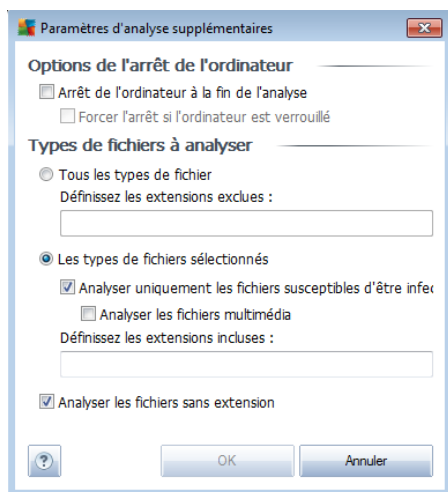 Paramètres d'analyse supplémentaires
Options de l'arrêt de l'ordinateur
Arrêt de l'ordinateur à la fin de l'analyse
Forcer l'arrêt si l'ordinateur est verrouillé
Types de fichiers à analyser
Tous les types de fichier
Définissez les extensions exclues :
Les types de fichiers sélectionnés
Analyser uniquement les fichiers susceptibles d'être infec
Analyser les fichiers multimédia
Définissez les extensions incluses :
Analyser les fichiers sans extension
? OK Annuler